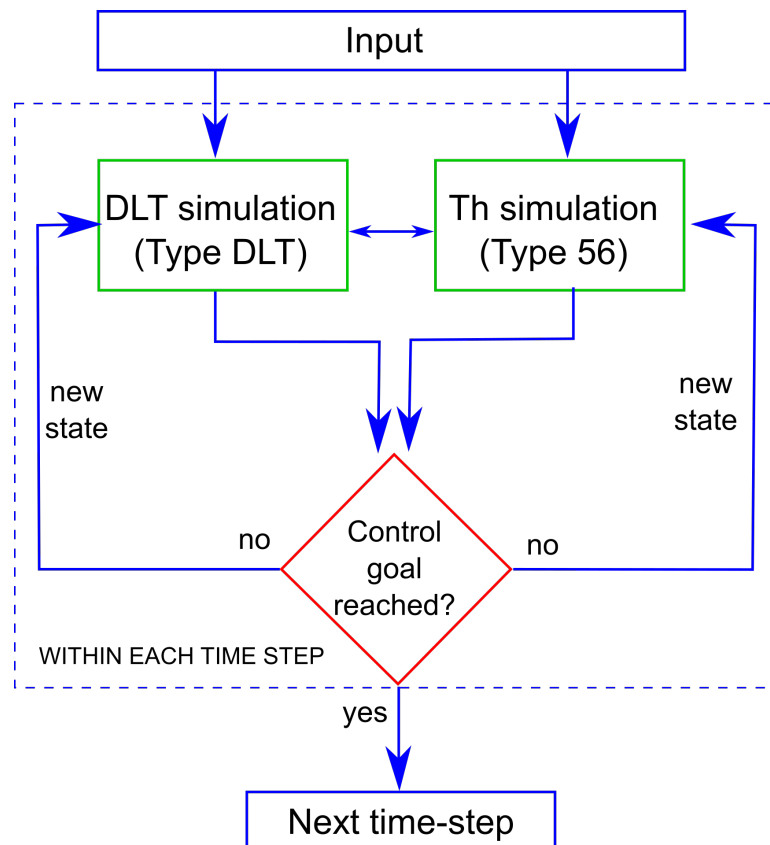 Input
DLT simulation
(Type DLT)
Th simulation
(Type 56)
new
state
new
state
no
Control
goal
reached?
no
WITHIN EACH TIME STEP
yes
Next time-step